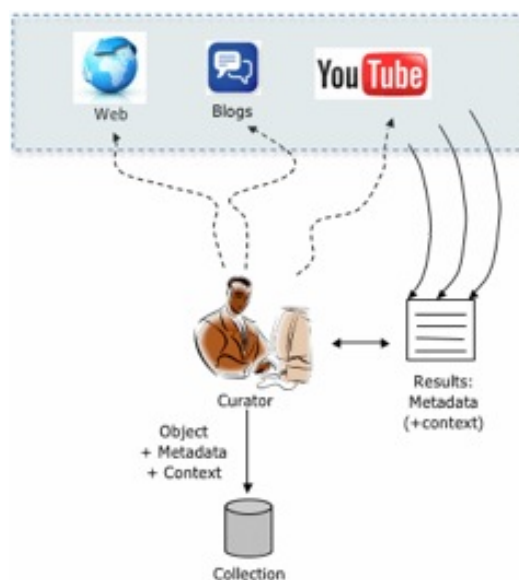 YouTube
Web
Blogs
Curator
Results:
Metadata
(+context)
Object
+ Metadata
+ Context
Collection